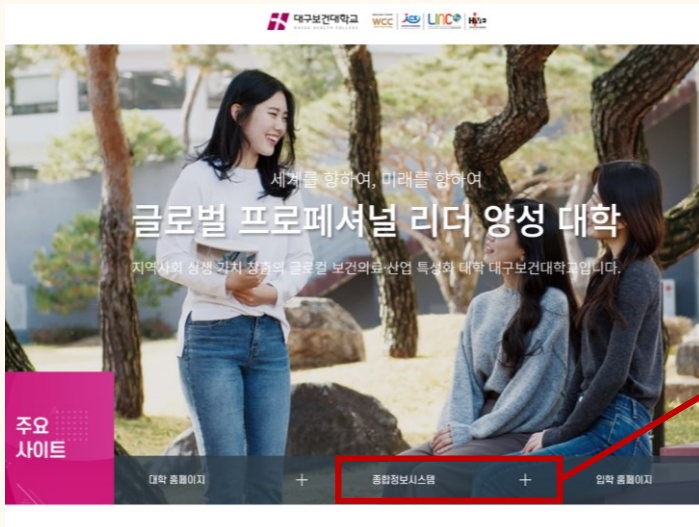 대구보건대학교
WCC
LINC
HiVE
세계를 향하여, 미래를 향하여
글로벌 프로페셔널 리더 양성 대학
지역사회 상생 가치 창출의 글로컬 보건의료 산업 특성화 대학 대구보건대학교입니다.
주요
사이트
대학 홈페이지 +
종합정보시스템 +
입학 홈페이지